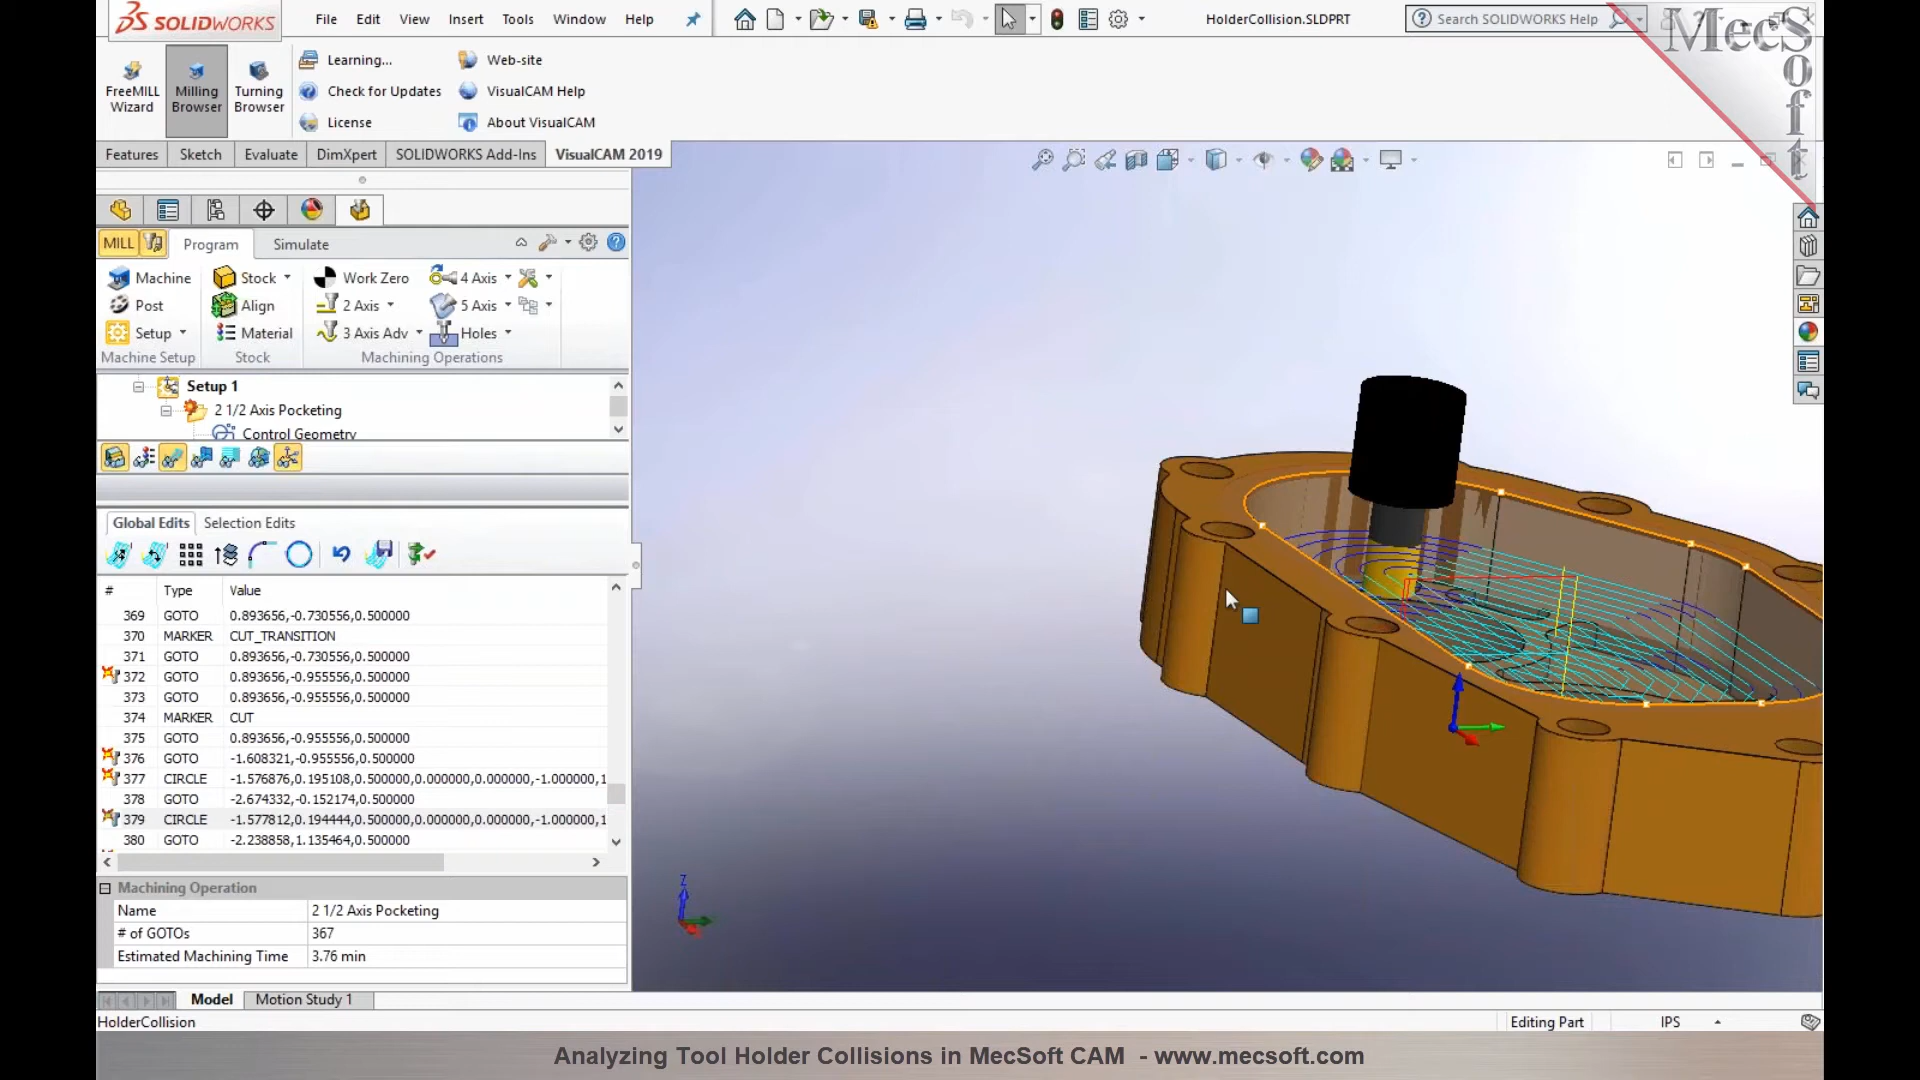 SOLIDWORKS
File Edit View Insert Tools Window Help
HolderCollision.SLDPRT
Search SOLIDWORKS Help
MecSoft
FreeMILL Wizard
Milling Browser
Turning Browser
Learning...
Check for Updates
License
Web-site
VisualCAM Help
About VisualCAM
Features Sketch Evaluate DimXpert SOLIDWORKS Add-Ins VisualCAM 2019
MILL Program Simulate
Machine Stock Work Zero 4 Axis
Post Align 2 Axis 5 Axis
Setup Material 3 Axis Adv Holes
Machine Setup Stock Machining Operations
Setup 1
2 1/2 Axis Pocketing
Control Geometry
Global Edits Selection Edits
# Type Value
369 GOTO 0.893656,-0.730556,0.500000
370 MARKER CUT_TRANSITION
371 GOTO 0.893656,-0.730556,0.500000
372 GOTO 0.893656,-0.955556,0.500000
373 GOTO 0.893656,-0.955556,0.500000
374 MARKER CUT
375 GOTO 0.893656,-0.955556,0.500000
376 GOTO -1.608321,-0.955556,0.500000
377 CIRCLE -1.576876,0.195108,0.500000,0.000000,0.000000,-1.000000,1
378 GOTO -2.674332,-0.152174,0.500000
379 CIRCLE -1.577812,0.194444,0.500000,0.000000,0.000000,-1.000000,1
380 GOTO -2.238858,1.135464,0.500000
Machining Operation
Name 2 1/2 Axis Pocketing
# of GOTOs 367
Estimated Machining Time 3.76 min
Z
Model Motion Study 1
HolderCollision
Editing Part IPS
Analyzing Tool Holder Collisions in MecSoft CAM - www.mecsoft.com